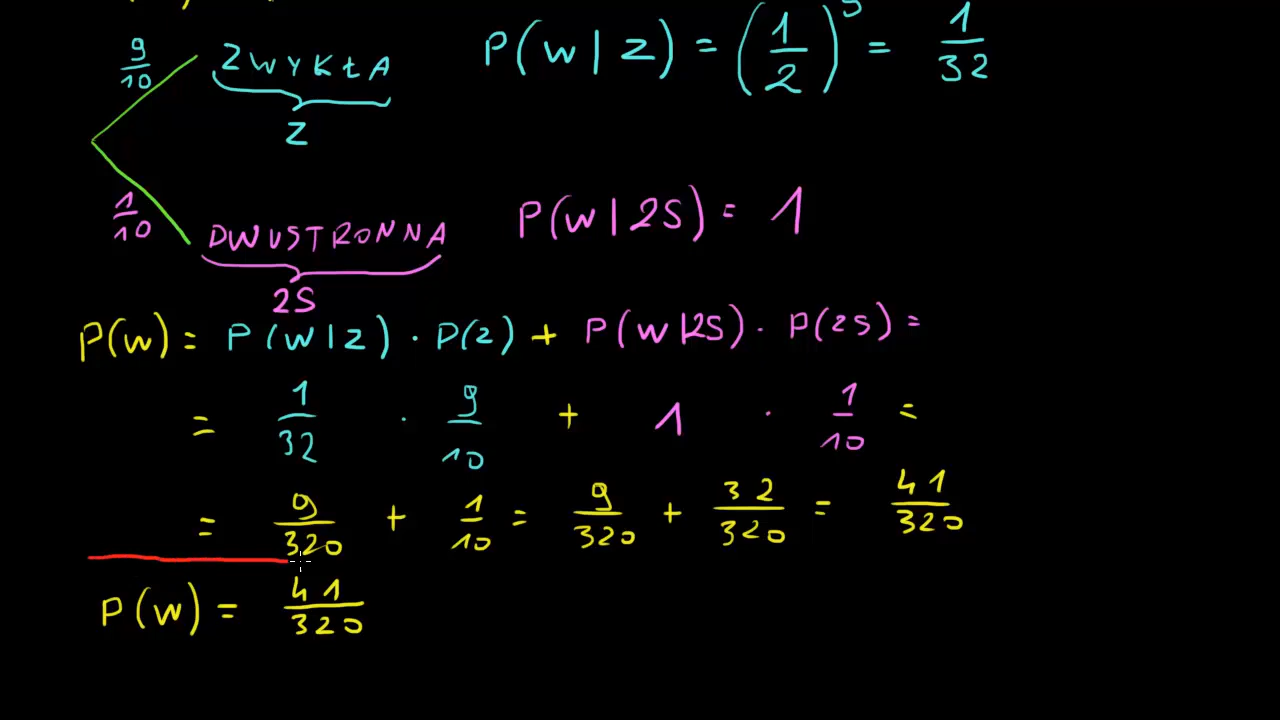 9/10 ZWYKŁA P(W|Z) = (1/2)^5 = 1/32
Z
1/10 DWUSTRONNA P(W|2S) = 1
2S
P(W) = P(W|Z) · P(Z) + P(W|2S) · P(2S) =
= 1/32 · 9/10 + 1 · 1/10 =
= 9/320 + 1/10 = 9/320 + 32/320 = 41/320
P(W) = 41/320